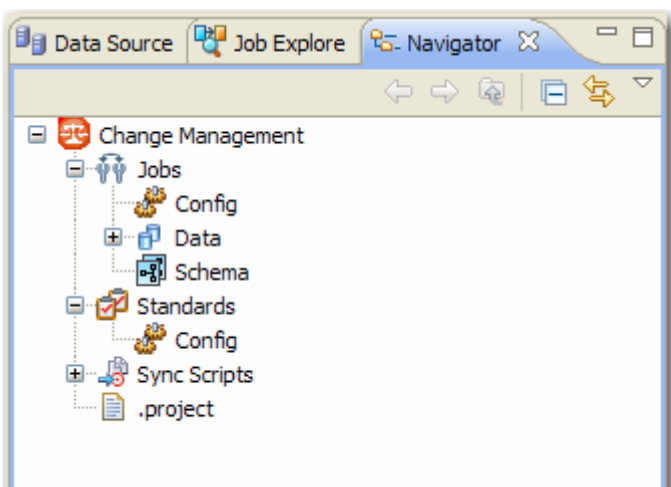 Data Source Job Explore Navigator
Change Management
Jobs
Config
Data
Schema
Standards
Config
Sync Scripts
.project